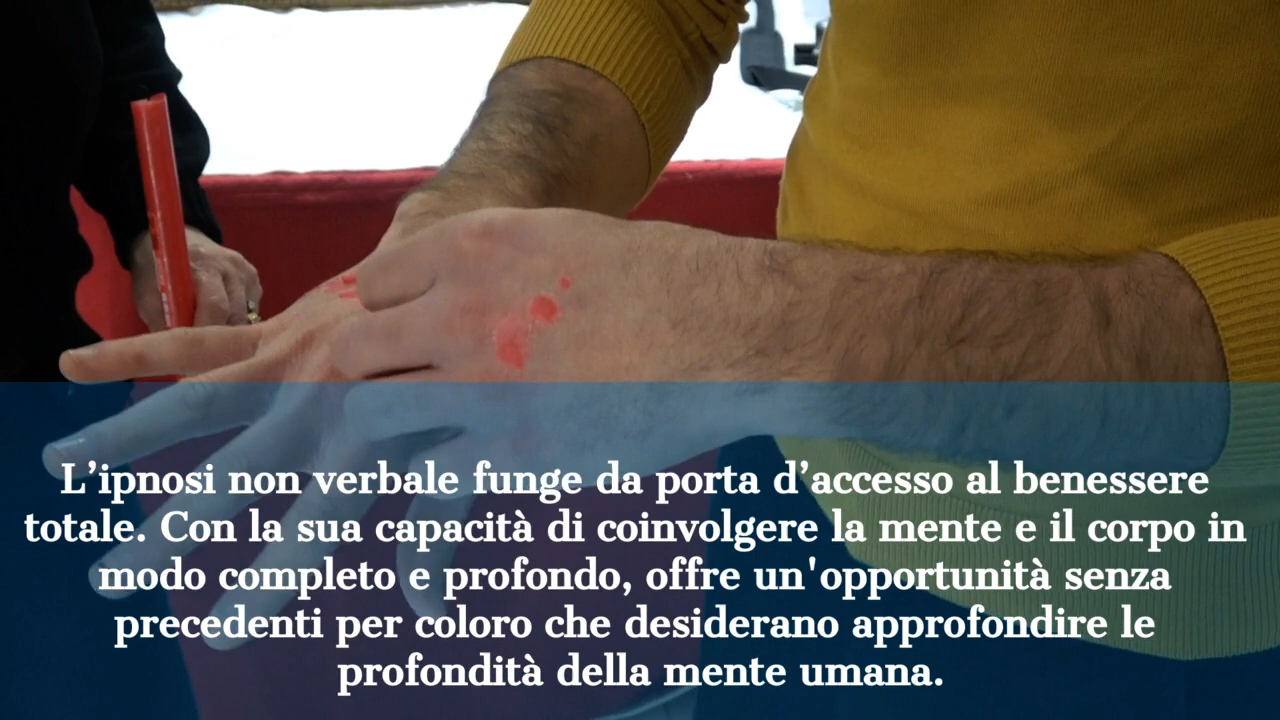 L’ipnosi non verbale funge da porta d’accesso al benessere
totale. Con la sua capacità di coinvolgere la mente e il corpo in
modo completo e profondo, offre un'opportunità senza
precedenti per coloro che desiderano approfondire le
profondità della mente umana.